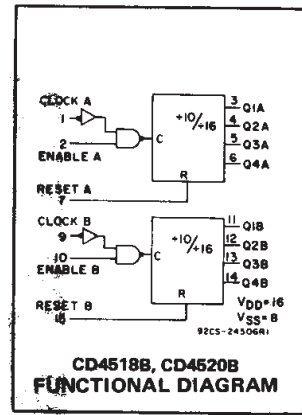 CLOCK A
1
2
ENABLE A
C
÷10/
÷16
3 Q1A
4 Q2A
5 Q3A
6 Q4A
RESET A
7
R
CLOCK B
9
10
ENABLE B
C
÷10/
÷16
11 Q1B
12 Q2B
13 Q3B
14 Q4B
RESET B
15
R
VDD=16
VSS=8
92CS-24506R1
CD4518B, CD4520B
FUNCTIONAL DIAGRAM